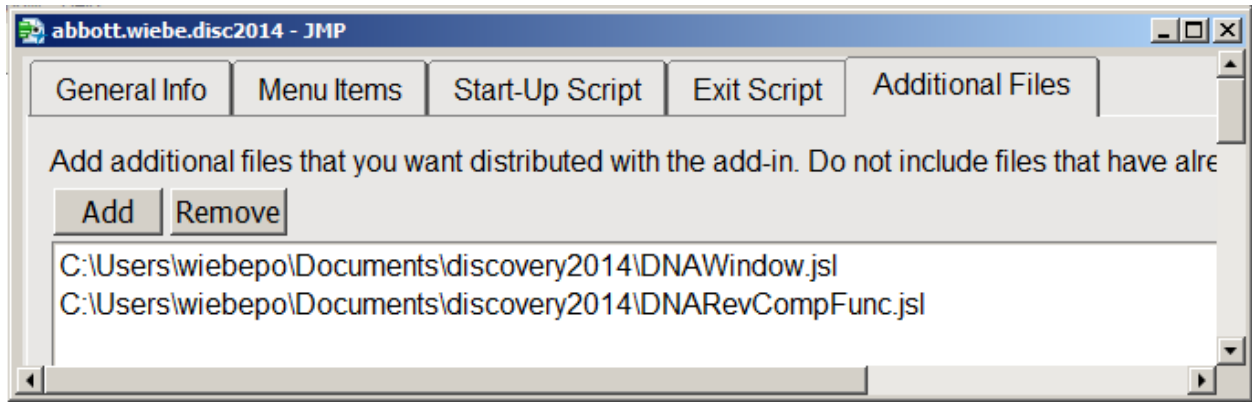 abbott.wiebe.disc2014 - JMP
General Info Menu Items Start-Up Script Exit Script Additional Files
Add additional files that you want distributed with the add-in. Do not include files that have alre
Add Remove
C:\Users\wiebepo\Documents\discovery2014\DNAWindow.jsl
C:\Users\wiebepo\Documents\discovery2014\DNARevCompFunc.jsl